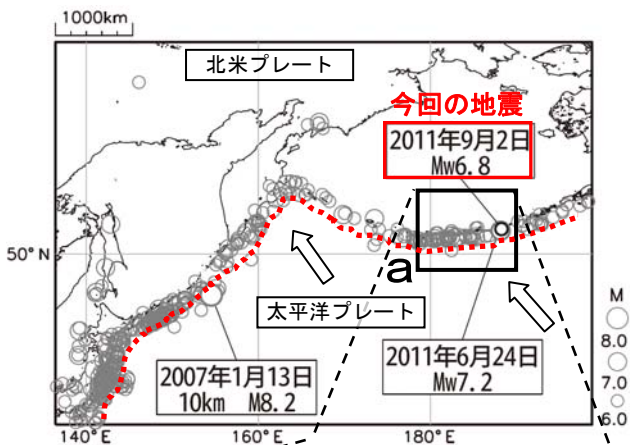 1000km
北米プレート
今回の地震
2011年9月2日
Mw6.8
50°N
a
太平洋プレート
M
8.0
7.0
6.0
2007年1月13日
10km M8.2
2011年6月24日
Mw7.2
140°E
160°E
180°E